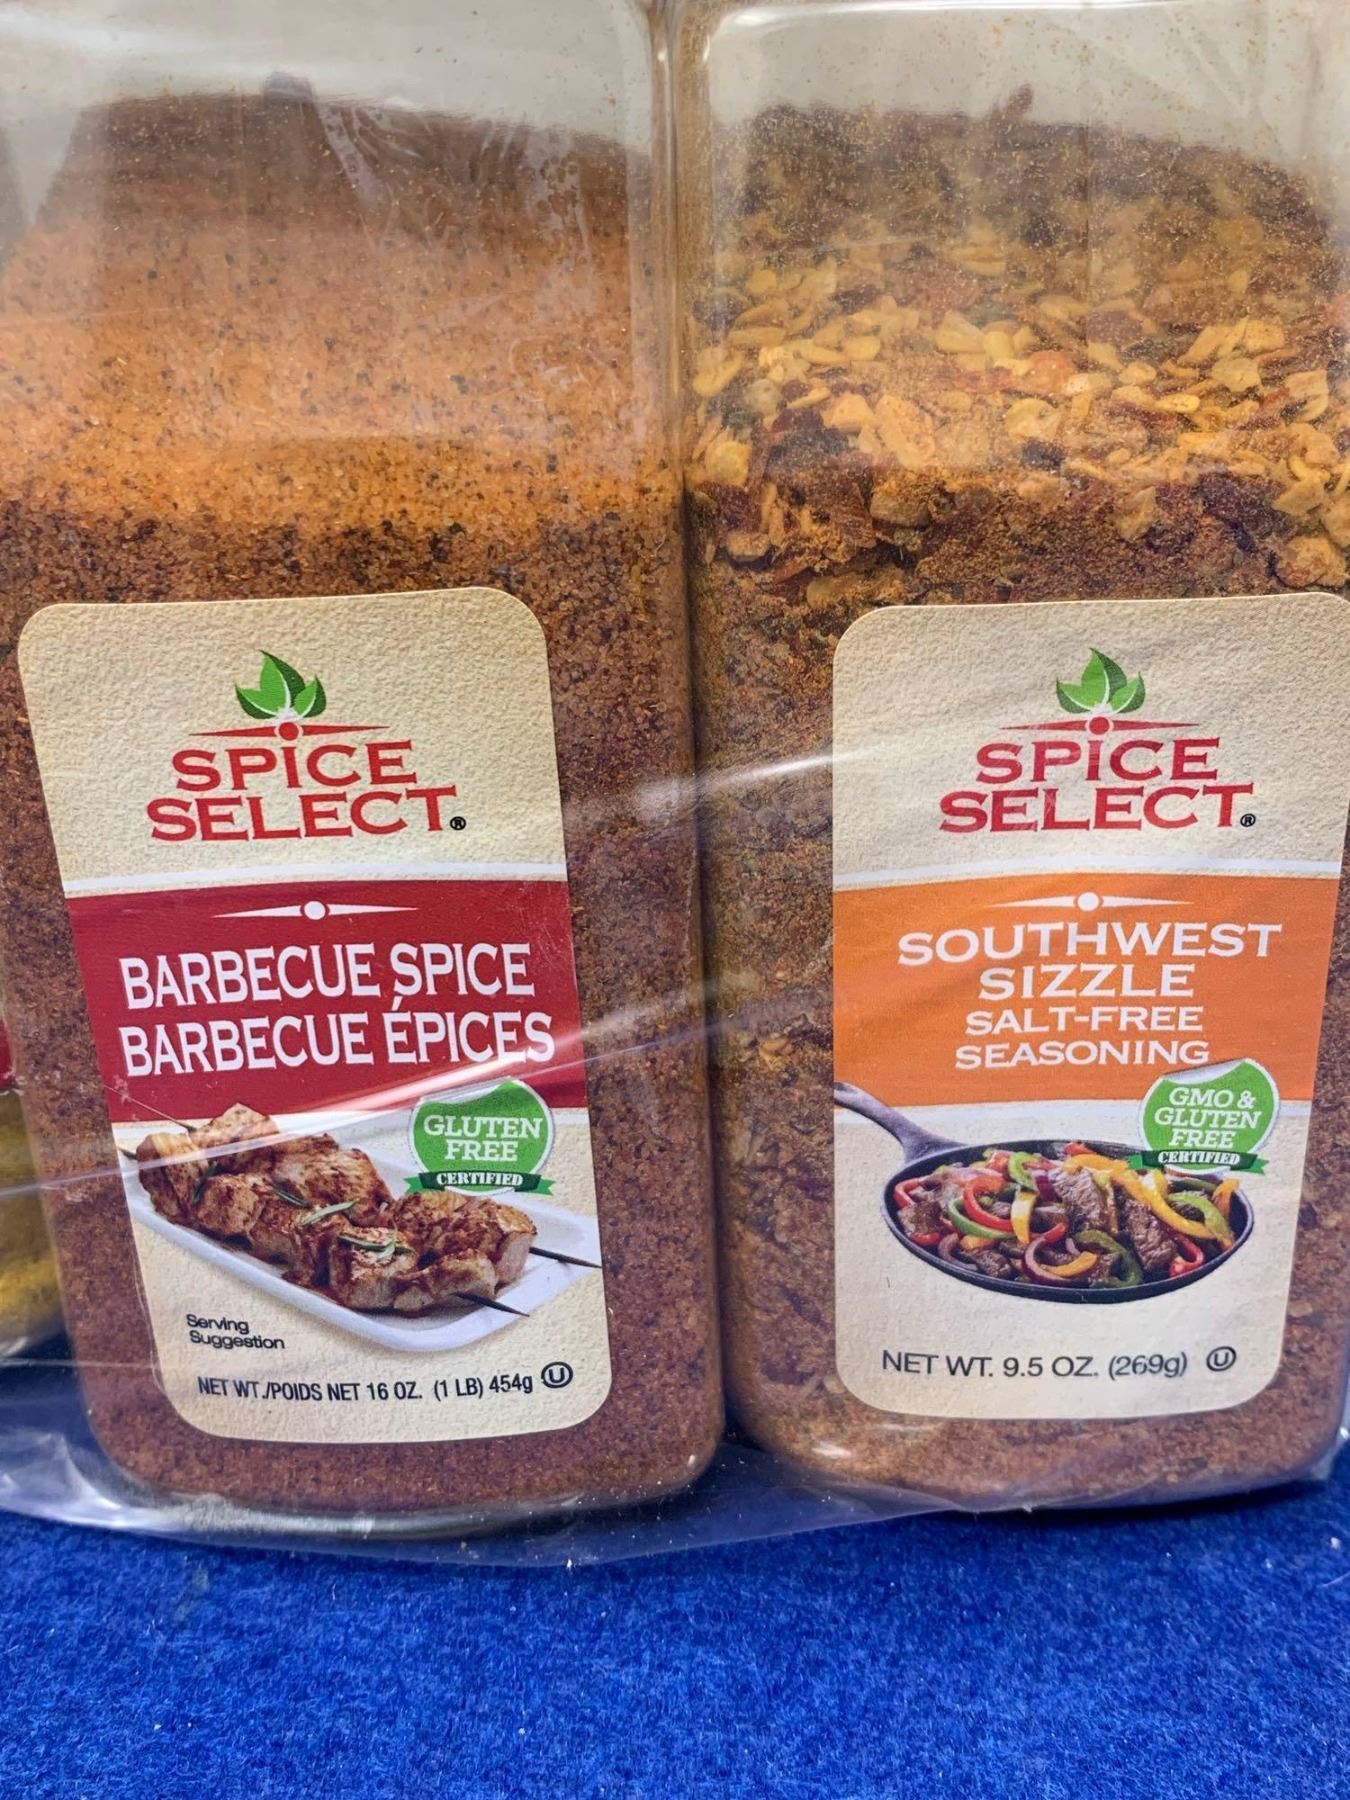 SPICE
SELECT®
BARBECUE SPICE
BARBECUE ÉPICES
GLUTEN
FREE
CERTIFIED
Serving
Suggestion
NET WT./POIDS NET 16 OZ. (1 LB) 454g Ⓤ
SPICE
SELECT®
SOUTHWEST
SIZZLE
SALT-FREE
SEASONING
GMO &
GLUTEN
FREE
CERTIFIED
NET WT. 9.5 OZ. (269g) Ⓤ